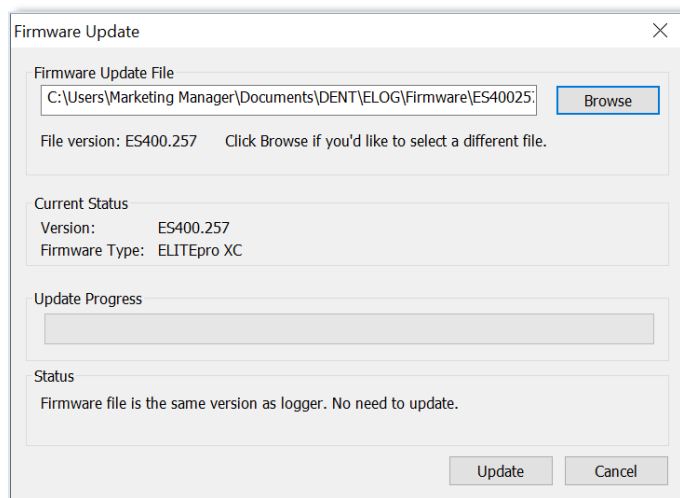 Firmware Update
Firmware Update File
C:\Users\Marketing Manager\Documents\DENT\ELOG\Firmware\ES40025
Browse
File version: ES400.257 Click Browse if you'd like to select a different file.
Current Status
Version: ES400.257
Firmware Type: ELITEpro XC
Update Progress
Status
Firmware file is the same version as logger. No need to update.
Update Cancel